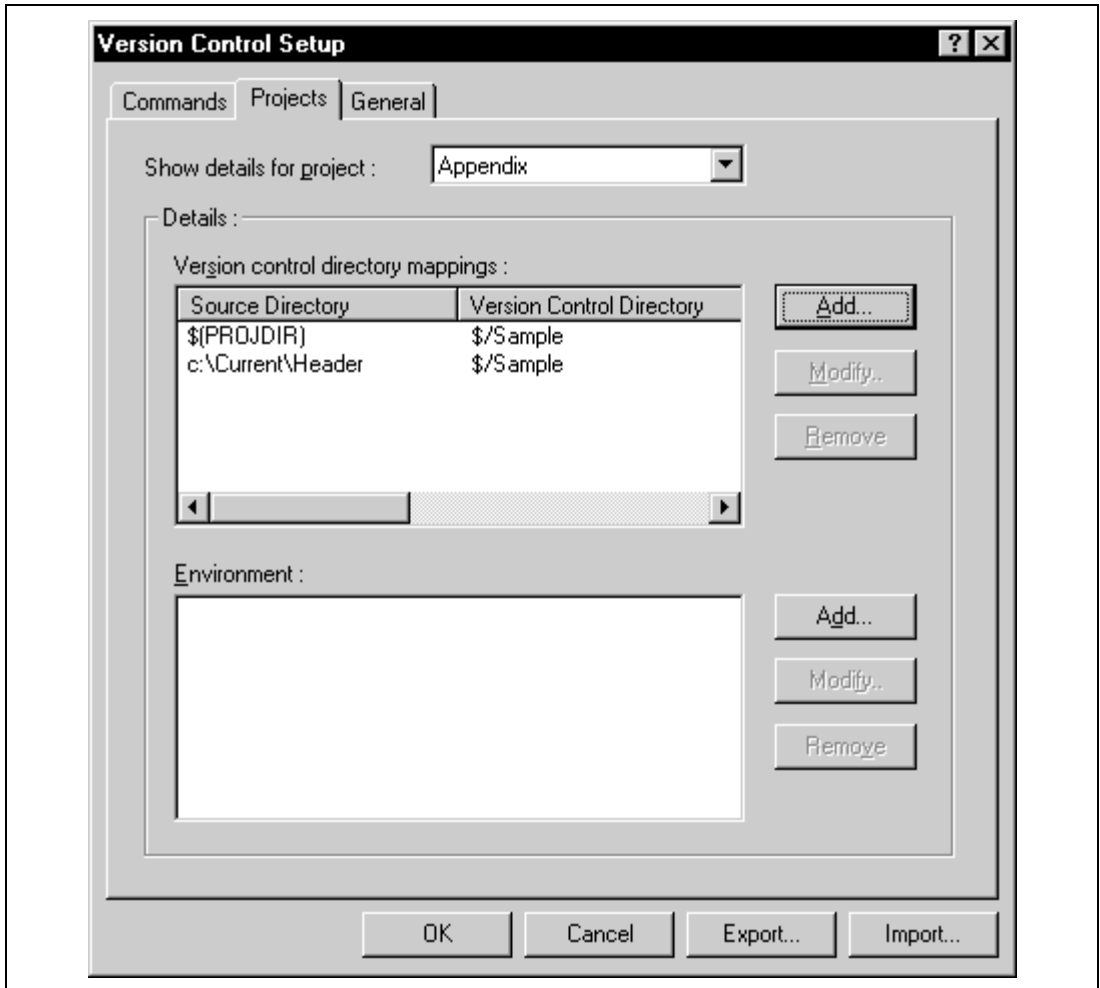 Version Control Setup
Commands Projects General
Show details for project : Appendix
Details :
Version control directory mappings :
Source Directory Version Control Directory
$(PROJDIR) $/Sample
c:\Current\Header $/Sample
Add...
Modify..
Remove
Environment :
Add...
Modify..
Remove
OK Cancel Export... Import...